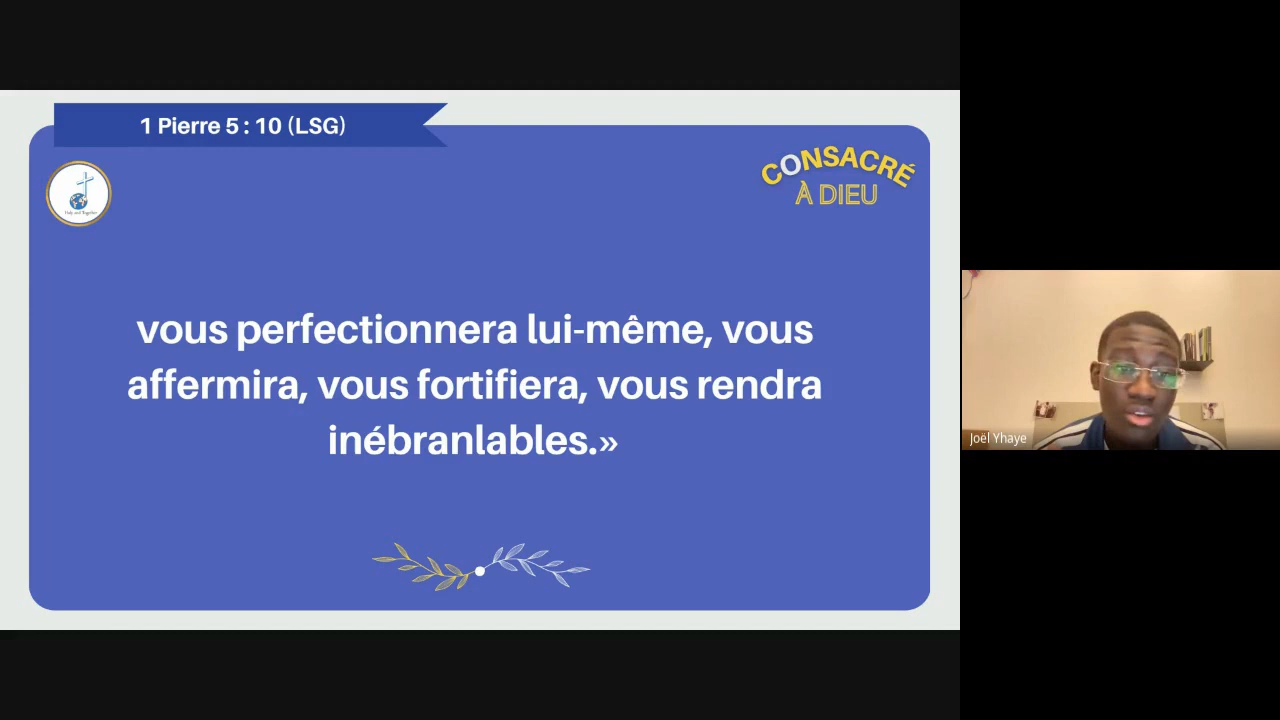 1 Pierre 5 : 10 (LSG)
CONSACRÉ
À DIEU
vous perfectionnera lui-même, vous
affermira, vous fortifiera, vous rendra
inébranlables.»
Joël Yhaye